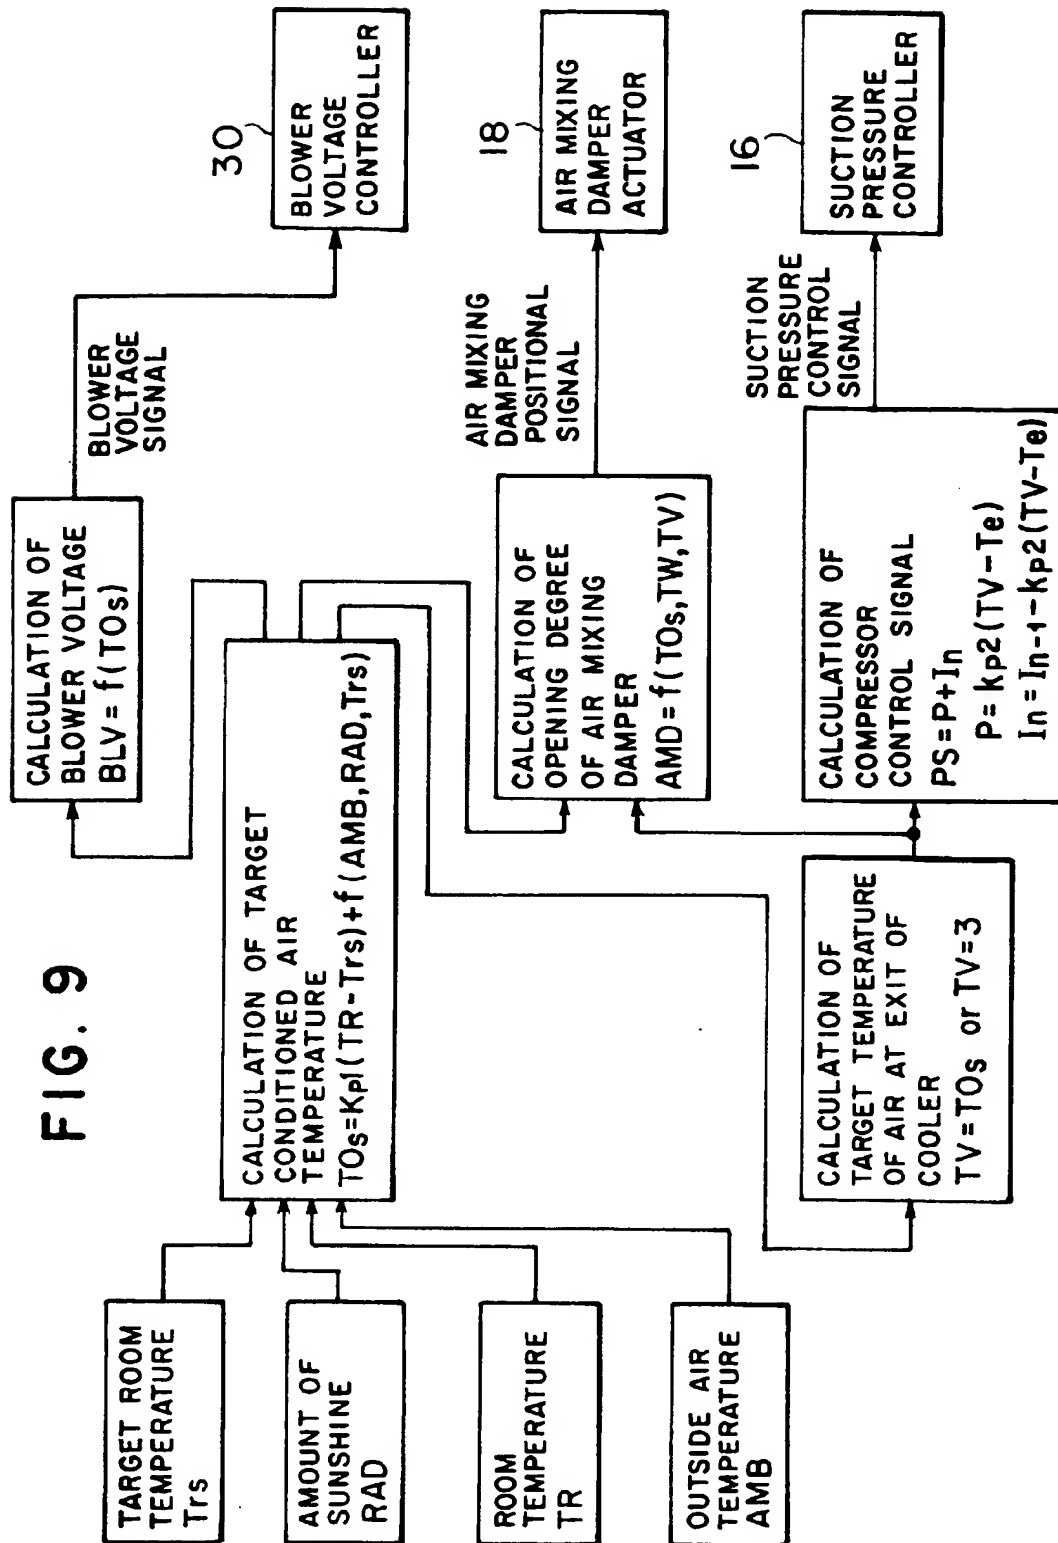 FIG. 9
TARGET ROOM
TEMPERATURE
Trs
AMOUNT OF
SUNSHINE
RAD
ROOM
TEMPERATURE
TR
OUTSIDE AIR
TEMPERATURE
AMB
CALCULATION OF TARGET
CONDITIONED AIR
TEMPERATURE
TOs=Kp1(TR-Trs)+f(AMB,RAD,Trs)
CALCULATION OF
BLOWER VOLTAGE
BLV=f(TOs)
BLOWER
VOLTAGE
SIGNAL
30
BLOWER
VOLTAGE
CONTROLLER
CALCULATION OF
OPENING DEGREE
OF AIR MIXING
DAMPER
AMD=f(TOs,TW,TV)
AIR MIXING
DAMPER
POSITIONAL
SIGNAL
18
AIR MIXING
DAMPER
ACTUATOR
CALCULATION OF
TARGET TEMPERATURE
OF AIR AT EXIT OF
COOLER
TV=TOs or TV=3
CALCULATION OF
COMPRESSOR
CONTROL SIGNAL
PS=P+In
P=kp2(TV-Te)
In=In-1-Kp2(TV-Te)
SUCTION
PRESSURE
CONTROL
SIGNAL
16
SUCTION
PRESSURE
CONTROLLER